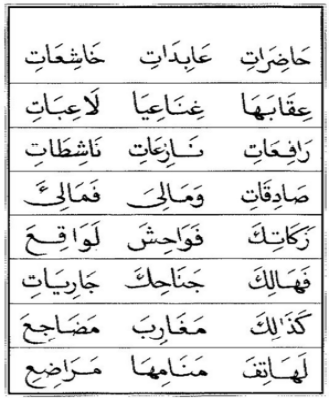 حَاضِرَاتِ عَابِدَاتِ خَاشِعَاتِ
عِقَابَهَا غِنَاعِيَا لَاعِبَاتِ
رَافِعَاتِ نَازِعَاتِ نَاشِطَاتِ
صَادِقَاتِ وَمَالِىَ فَمَالِئَ
زَكَاتِكَ فَوَاحِشَ لَوَاقِعَ
فَهَالِكَ جَنَاحِكَ جَارِيَاتِ
كَذَٰلِكَ مَغَارِبَ مَضَاجِعَ
لَهَاتِفَ مَنَامِهَا مَرَاضِعِ